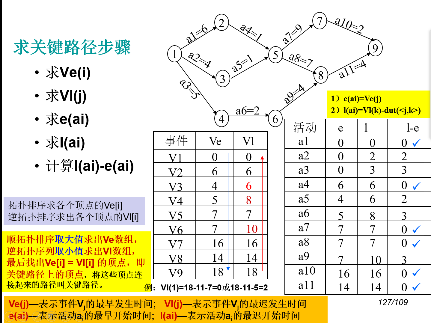 求关键路径步骤
• 求Ve(i)
• 求Vl(j)
• 求e(ai)
• 求l(ai)
• 计算l(ai)-e(ai)
拓扑排序求各个顶点的Ve[i]
逆拓扑排序求出各个顶点的Vl[i]
顺拓扑排序取大值求出Ve数组,
逆拓扑序列取小值求出Vl数组,
最后找出Ve[i] = Vl[i] 的顶点, 即
关键路径上的顶点, 将这些顶点连
接起来的路径叫关键路径。
a1=6
a2=4
a3=5
a4=1
a5=1
a6=2
a7=9
a8=7
a9=4
a10=2
a11=4
1
2
3
4
5
6
7
8
9
1) e(ai)=Ve(j)
2) l(ai)=Vl(k)-dut(<j,k>)
事件 Ve Vl
V1 0 0
V2 6 6
V3 4 6
V4 5 8
V5 7 7
V6 7 10
V7 16 16
V8 14 14
V9 18 18
例: Vl(1)=18-11-7=0或18-11-5=2
活动 e l l-e
a1 0 0 0 ✓
a2 0 2 2
a3 0 3 3
a4 6 6 0 ✓
a5 4 6 2
a6 5 8 3
a7 7 7 0 ✓
a8 7 7 0 ✓
a9 7 10 3
a10 16 16 0 ✓
a11 14 14 0 ✓
127/109
Ve(j)—表示事件Vj的最早发生时间; Vl(j)—表示事件Vj的最迟发生时间
e(ai)—表示活动ai的最早开始时间; l(ai)—表示活动ai的最迟开始时间